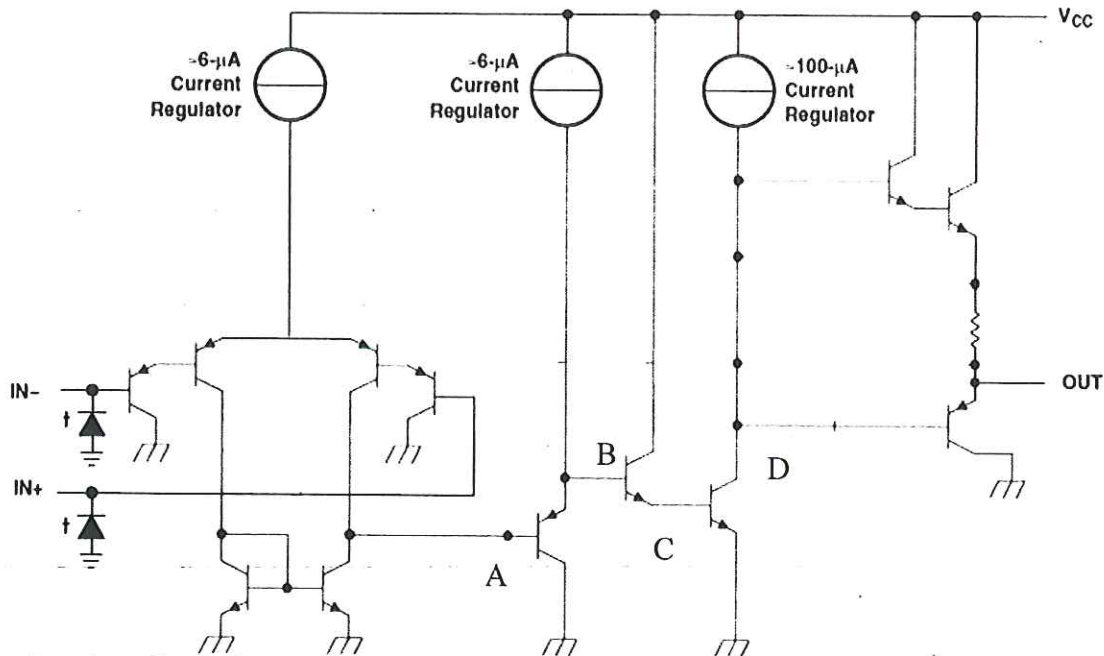 VCC
≈6-µA
Current
Regulator
≈6-µA
Current
Regulator
≈100-µA
Current
Regulator
IN−
†
OUT
B
D
IN+
†
C
A